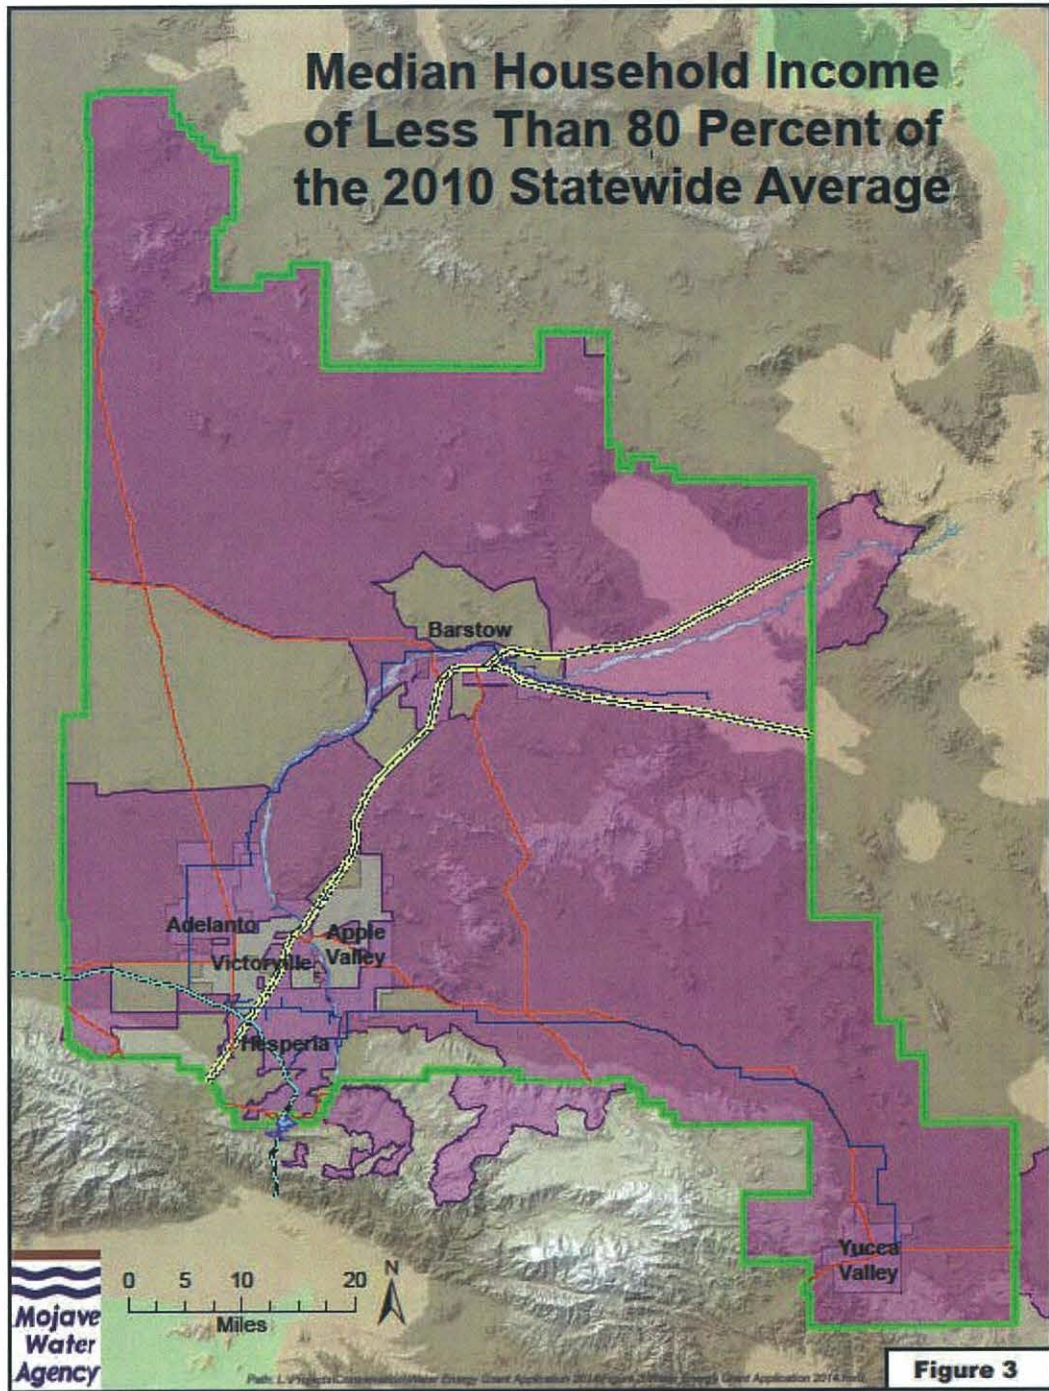 Median Household Income
of Less Than 80 Percent of
the 2010 Statewide Average
Barstow
Adelanto
Apple
Valley
Victorville
Hesperia
Yucca
Valley
0 5 10 20
Miles
N
Mojave
Water
Agency
Figure 3